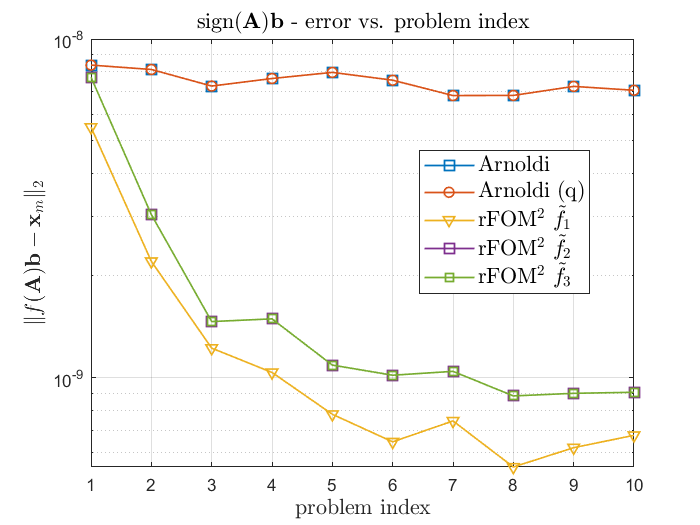 sign(A)b - error vs. problem index
10^-8
10^-9
‖f(A)b − x_m‖_2
Arnoldi
Arnoldi (q)
rFOM² f̃_1
rFOM² f̃_2
rFOM² f̃_3
1 2 3 4 5 6 7 8 9 10
problem index